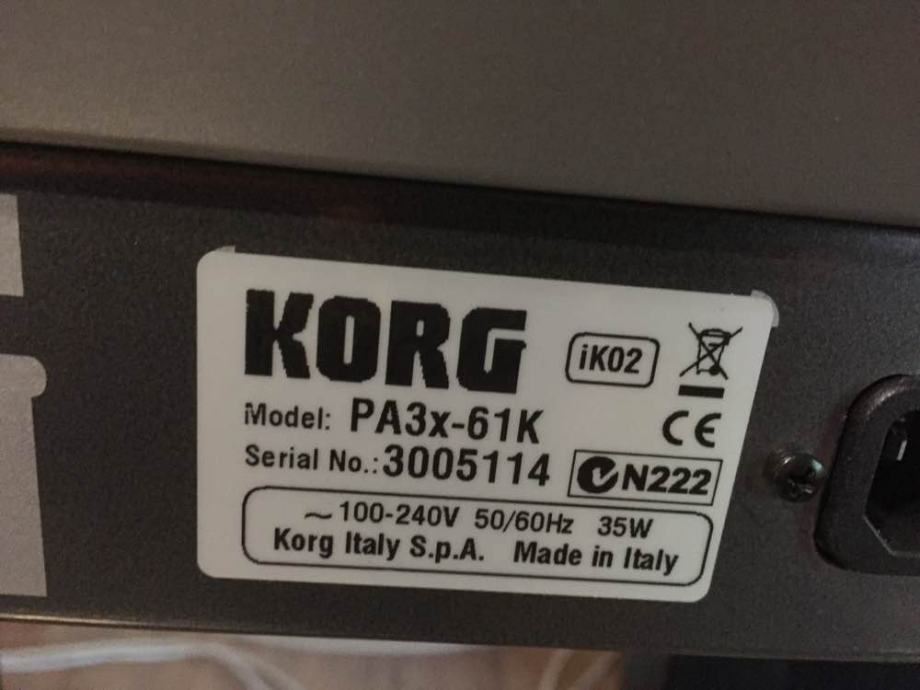 KORG iK02
Model: PA3x-61K CE
Serial No.: 3005114 N222
~ 100-240V 50/60Hz 35W
Korg Italy S.p.A. Made in Italy